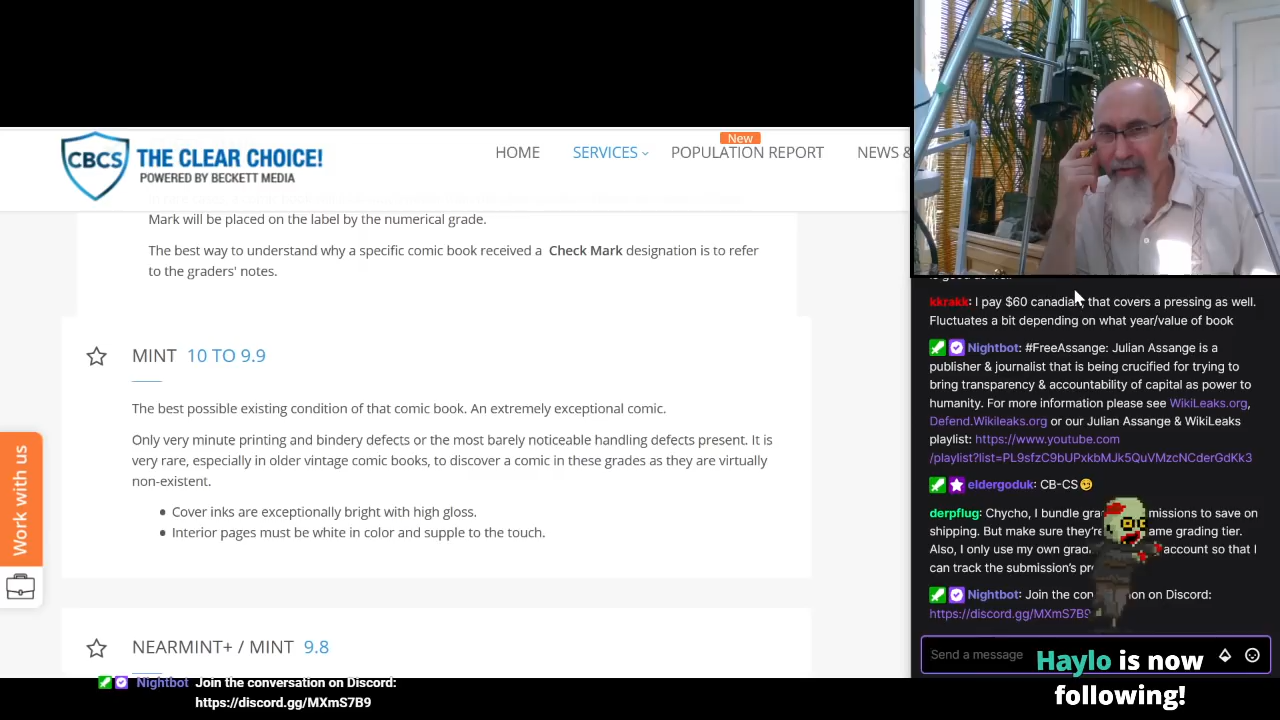 CBCS
THE CLEAR CHOICE!
POWERED BY BECKETT MEDIA
HOME
SERVICES
New
POPULATION REPORT
NEWS &
Mark will be placed on the label by the numerical grade.
The best way to understand why a specific comic book received a Check Mark designation is to refer
to the graders' notes.
MINT 10 TO 9.9
The best possible existing condition of that comic book. An extremely exceptional comic.
Only very minute printing and bindery defects or the most barely noticeable handling defects present. It is
very rare, especially in older vintage comic books, to discover a comic in these grades as they are virtually
non-existent.
Cover inks are exceptionally bright with high gloss.
Interior pages must be white in color and supple to the touch.
NEARMINT+ / MINT 9.8
Work with us
Nightbot Join the conversation on Discord:
https://discord.gg/MXmS7B9
kkrakk: I pay $60 canadian, that covers a pressing as well.
Fluctuates a bit depending on what year/value of book
Nightbot: #FreeAssange: Julian Assange is a
publisher & journalist that is being crucified for trying to
bring transparency & accountability of capital as power to
humanity. For more information please see WikiLeaks.org,
Defend.Wikileaks.org or our Julian Assange & WikiLeaks
playlist: https://www.youtube.com
/playlist?list=PL9sfzC9bUPxkbMJk5QuVMzcNCderGdKk3
eldergoduk: CB-CS
derpflug: Chycho, I bundle gra missions to save on
shipping. But make sure they're ame grading tier.
Also, I only use my own grad account so that I
can track the submission's pr
Nightbot: Join the con on Discord:
https://discord.gg/MXmS7B9
Send a message
Haylo is now
following!